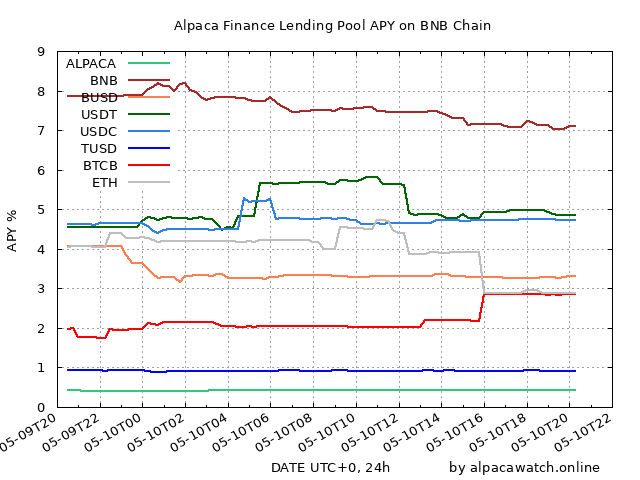 Alpaca Finance Lending Pool APY on BNB Chain
APY %
9
8
7
6
5
4
3
2
1
0
ALPACA
BNB
BUSD
USDT
USDC
TUSD
BTCB
ETH
05-09T20
05-09T22
05-10T00
05-10T02
05-10T04
05-10T06
05-10T08
05-10T10
05-10T12
05-10T14
05-10T16
05-10T18
05-10T20
05-10T22
DATE UTC+0, 24h
by alpacawatch.online